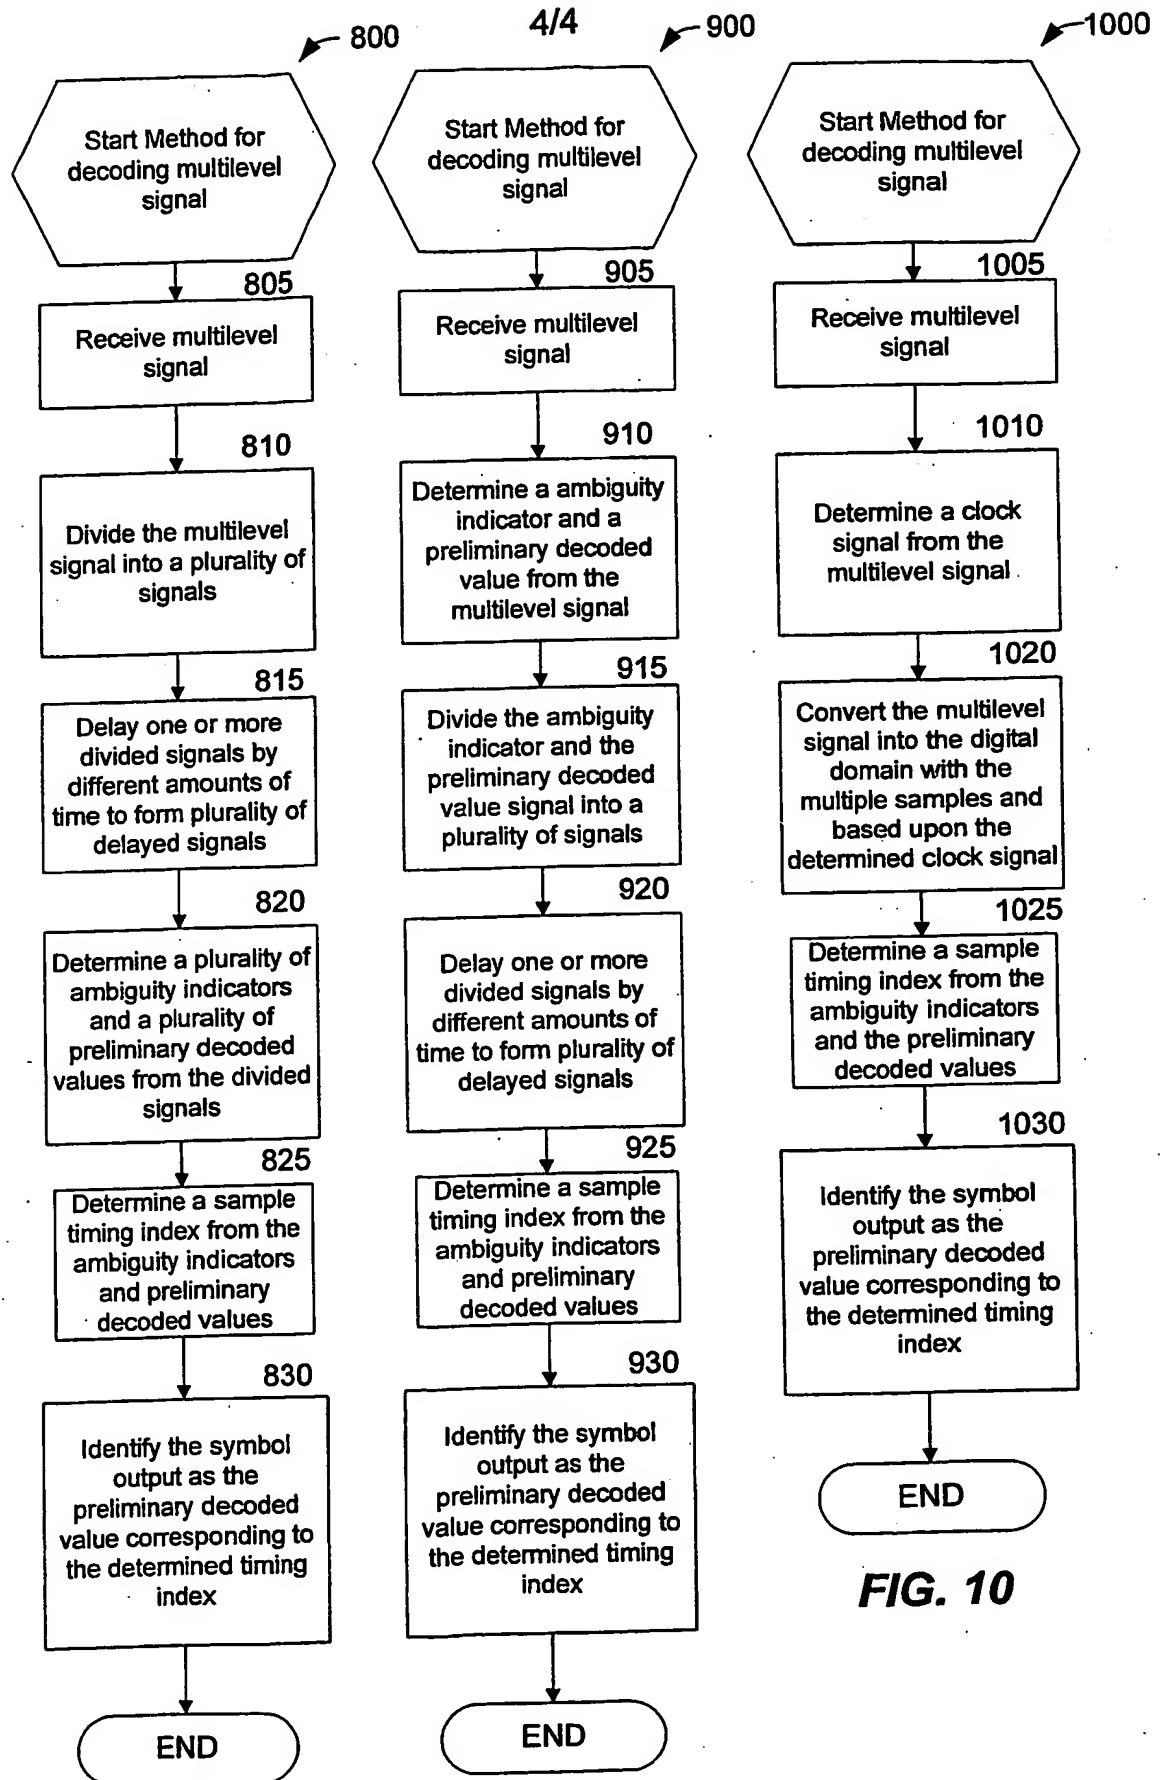 4/4
800
Start Method for
decoding multilevel
signal
805
Receive multilevel
signal
810
Divide the multilevel
signal into a plurality of
signals
815
Delay one or more
divided signals by
different amounts of
time to form plurality of
delayed signals
820
Determine a plurality of
ambiguity indicators
and a plurality of
preliminary decoded
values from the divided
signals
825
Determine a sample
timing index from the
ambiguity indicators
and preliminary
decoded values
830
Identify the symbol
output as the
preliminary decoded
value corresponding to
the determined timing
index
END
900
Start Method for
decoding multilevel
signal
905
Receive multilevel
signal
910
Determine a ambiguity
indicator and a
preliminary decoded
value from the
multilevel signal
915
Divide the ambiguity
indicator and the
preliminary decoded
value signal into a
plurality of signals
920
Delay one or more
divided signals by
different amounts of
time to form plurality of
delayed signals
925
Determine a sample
timing index from the
ambiguity indicators
and preliminary
decoded values
930
Identify the symbol
output as the
preliminary decoded
value corresponding to
the determined timing
index
END
1000
Start Method for
decoding multilevel
signal
1005
Receive multilevel
signal
1010
Determine a clock
signal from the
multilevel signal
1020
Convert the multilevel
signal into the digital
domain with the
multiple samples and
based upon the
determined clock signal
1025
Determine a sample
timing index from the
ambiguity indicators
and the preliminary
decoded values
1030
Identify the symbol
output as the
preliminary decoded
value corresponding to
the determined timing
index
END
FIG. 10